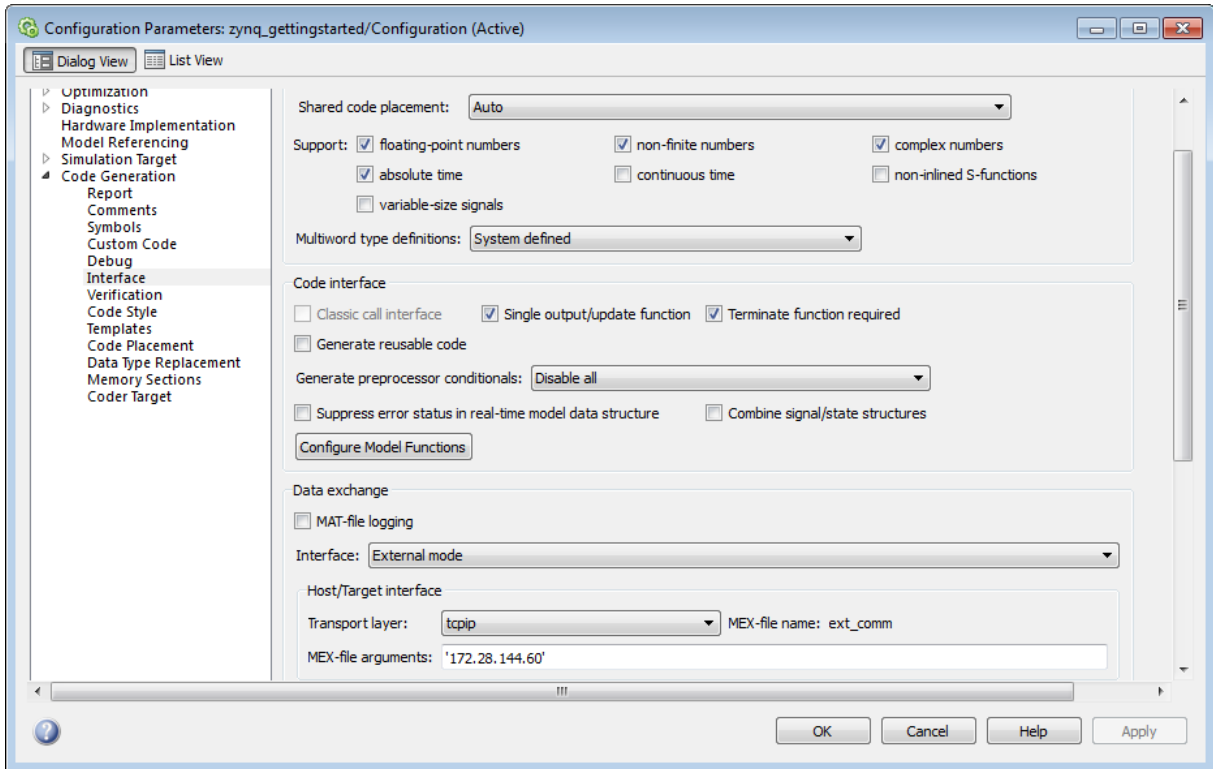 Configuration Parameters: zynq_gettingstarted/Configuration (Active)
Dialog View List View
Optimization
Diagnostics
Hardware Implementation
Model Referencing
Simulation Target
Code Generation
Report
Comments
Symbols
Custom Code
Debug
Interface
Verification
Code Style
Templates
Code Placement
Data Type Replacement
Memory Sections
Coder Target
Shared code placement: Auto
Support: floating-point numbers non-finite numbers complex numbers
absolute time continuous time non-inlined S-functions
variable-size signals
Multiword type definitions: System defined
Code interface
Classic call interface Single output/update function Terminate function required
Generate reusable code
Generate preprocessor conditionals: Disable all
Suppress error status in real-time model data structure Combine signal/state structures
Configure Model Functions
Data exchange
MAT-file logging
Interface: External mode
Host/Target interface
Transport layer: tcpip MEX-file name: ext_comm
MEX-file arguments: '172.28.144.60'
OK Cancel Help Apply